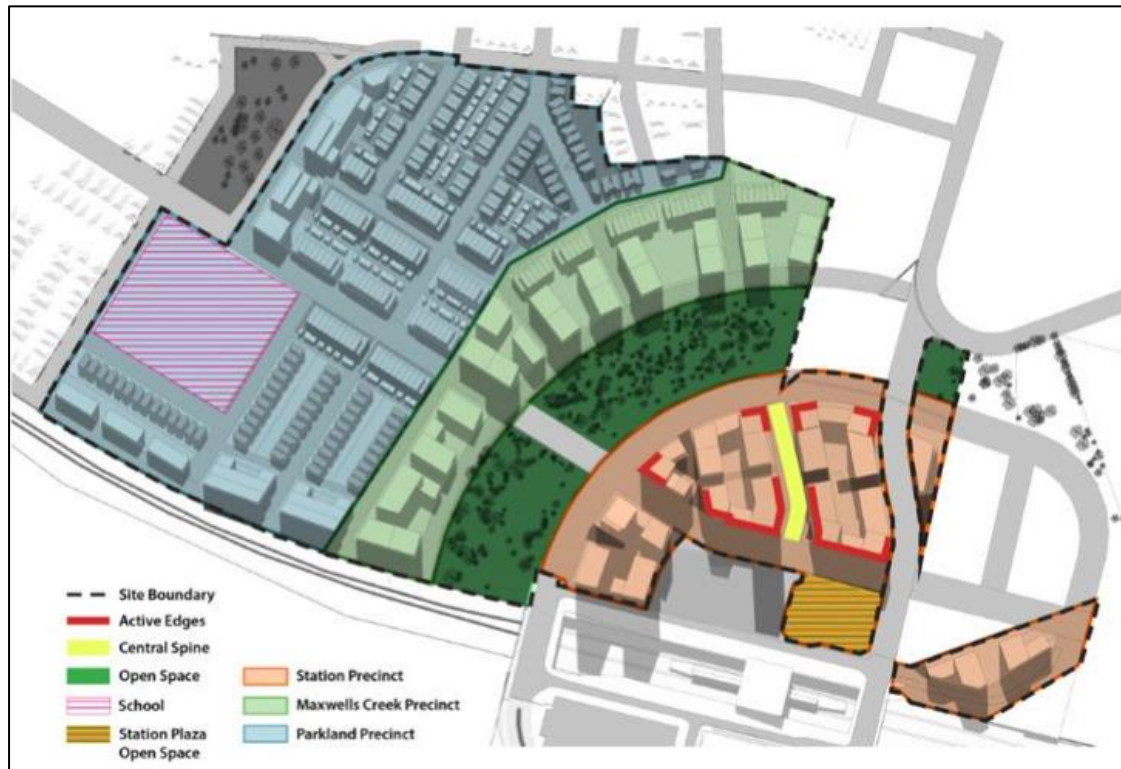 Site Boundary
Active Edges
Central Spine
Open Space
School
Station Plaza
Open Space
Station Precinct
Maxwells Creek Precinct
Parkland Precinct